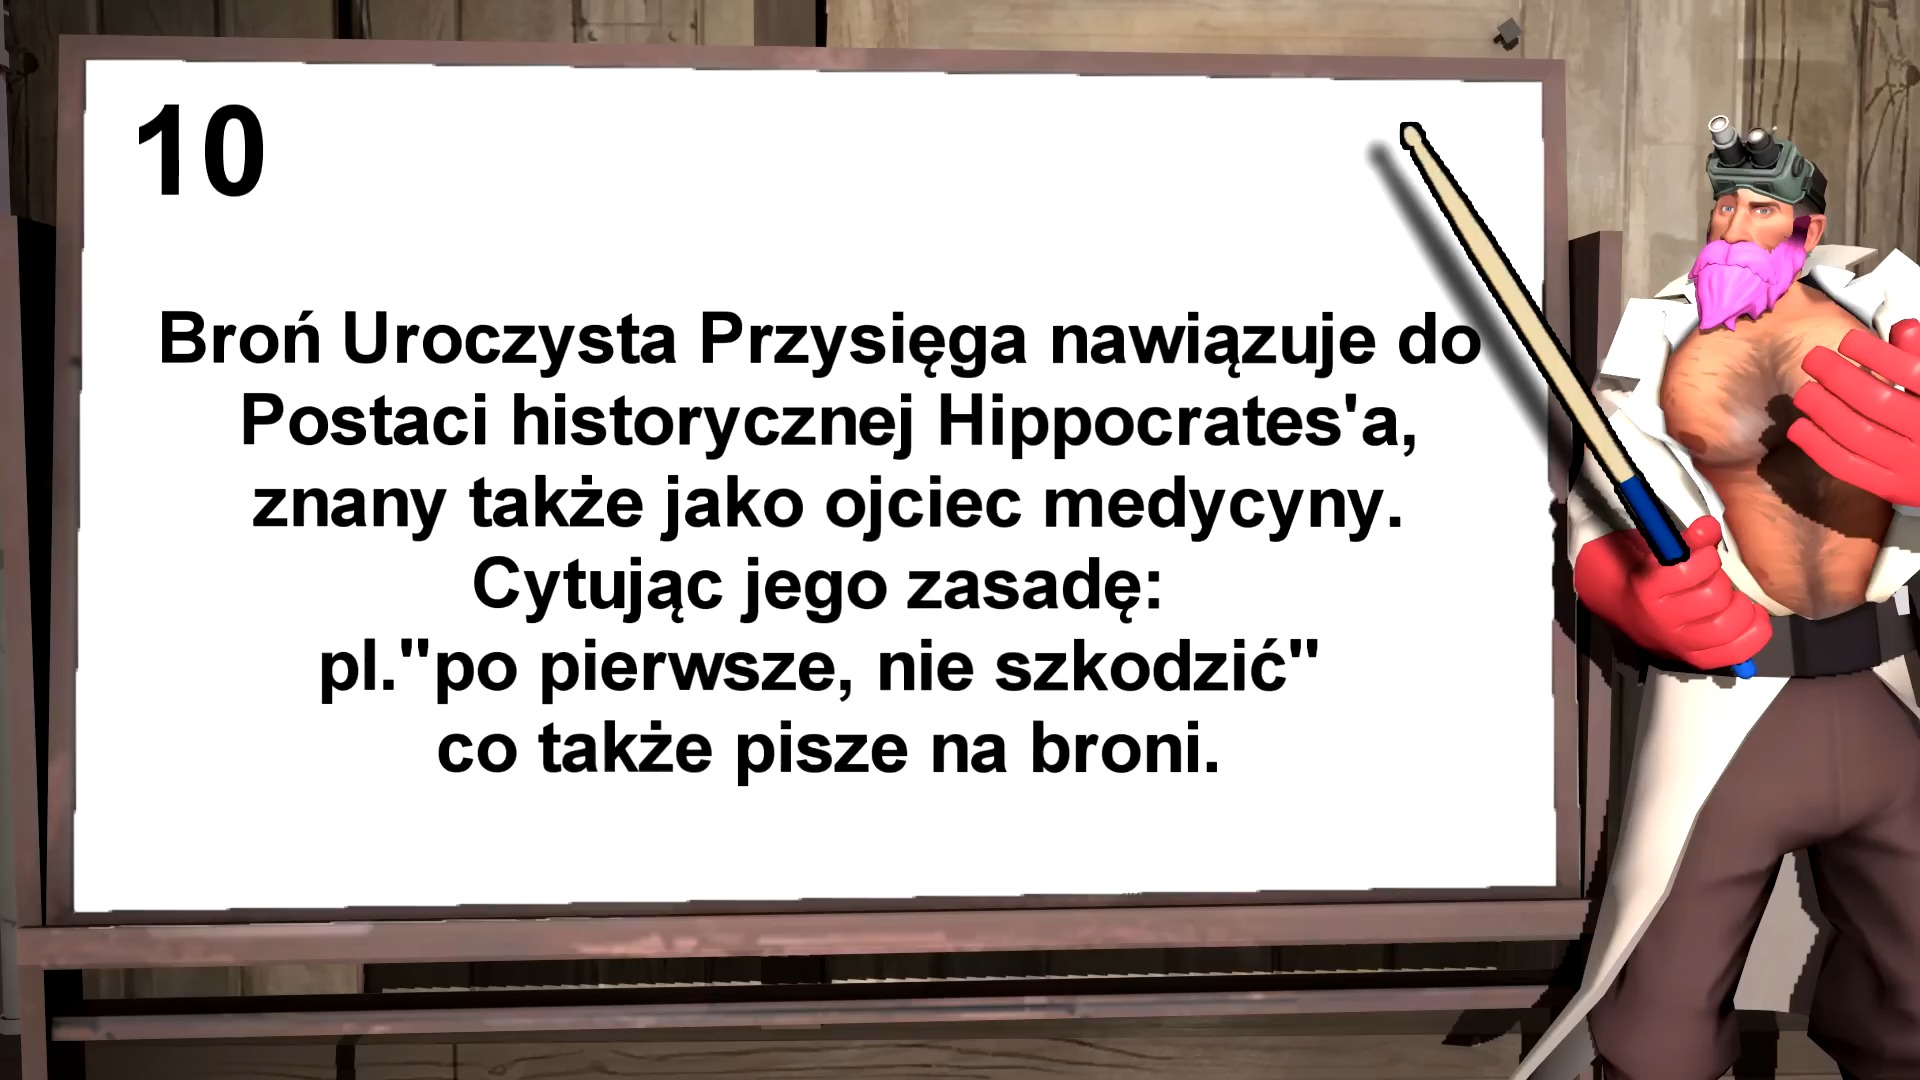 10
Broń Uroczysta Przysięga nawiązuje do
Postaci historycznej Hippocrates'a,
znany także jako ojciec medycyny.
Cytując jego zasadę:
pl."po pierwsze, nie szkodzić"
co także pisze na broni.